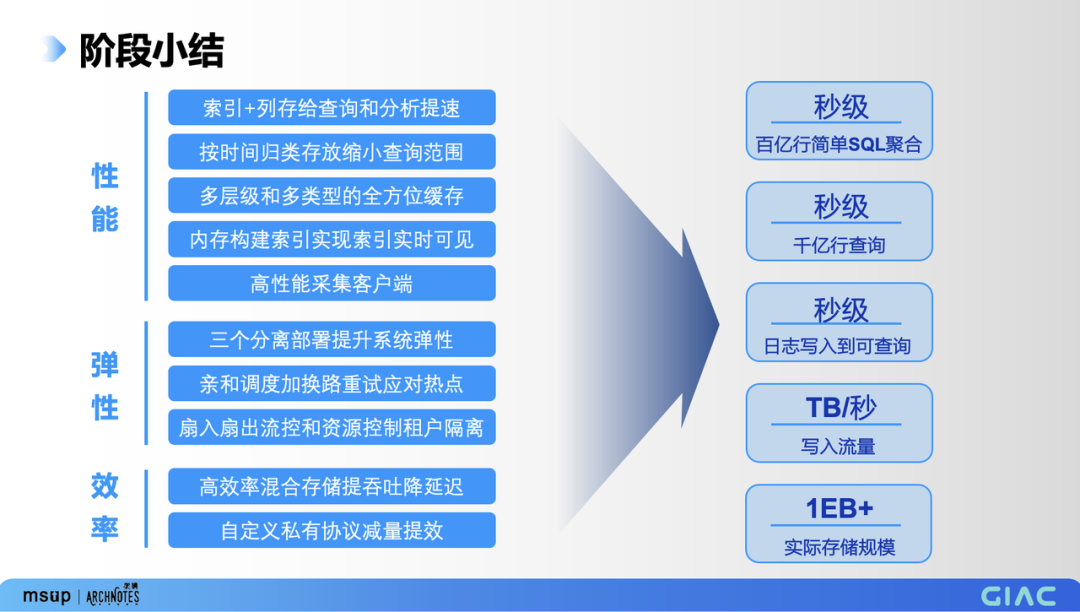 阶段小结
性能
索引+列存给查询和分析提速
按时间归类存放缩小查询范围
多层级和多类型的全方位缓存
内存构建索引实现索引实时可见
高性能采集客户端
弹性
三个分离部署提升系统弹性
亲和调度加换路重试应对热点
扇入扇出流控和资源控制租户隔离
效率
高效率混合存储提吞吐降延迟
自定义私有协议减量提效
秒级
百亿行简单SQL聚合
秒级
千亿行查询
秒级
日志写入到可查询
TB/秒
写入流量
1EB+
实际存储规模
msup
ARCHNOTES
GIAC